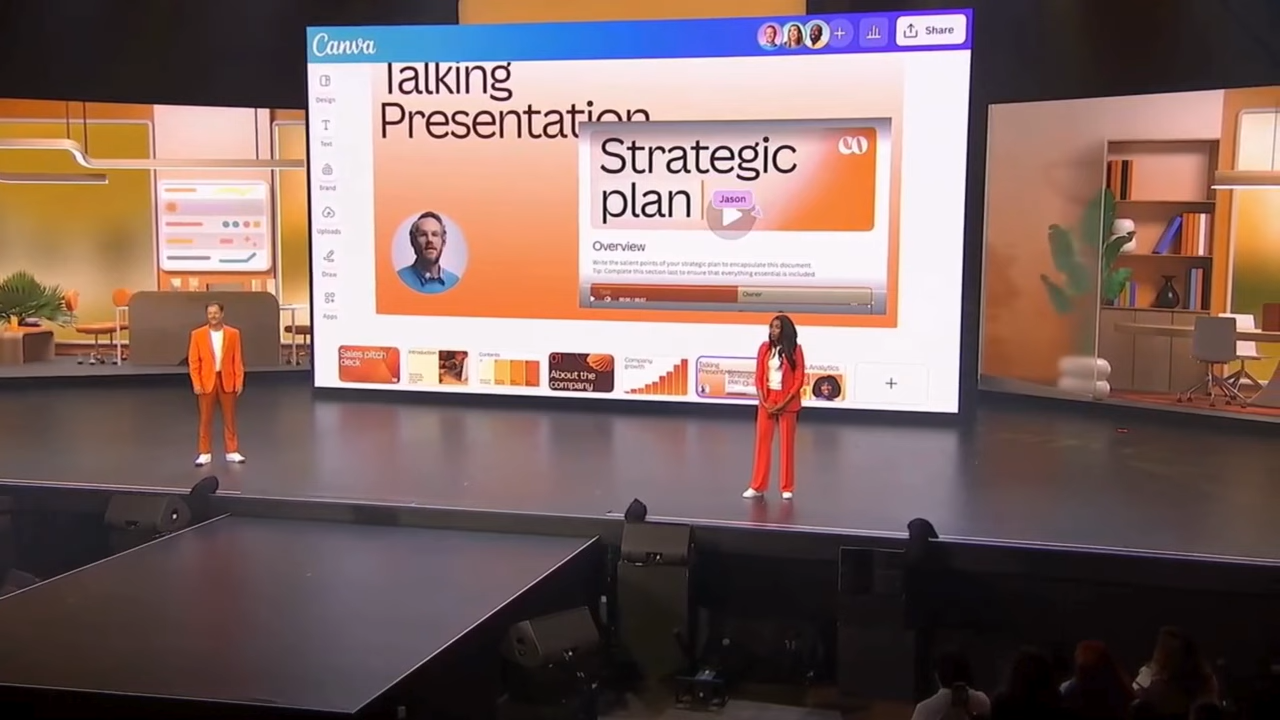 Canva
Share
Design
Text
Brand
Uploads
Draw
Apps
Talking
Presentation
Strategic
plan
Jason
Overview
Write the salient points of your strategic plan to encapsulate this document.
Tip: Complete this section last to ensure that everything essential is included
Task
Owner
Sales pitch
deck
Introduction
Contents
01
About the
company
Company
growth
Talking
Strategic
plan
Analytics